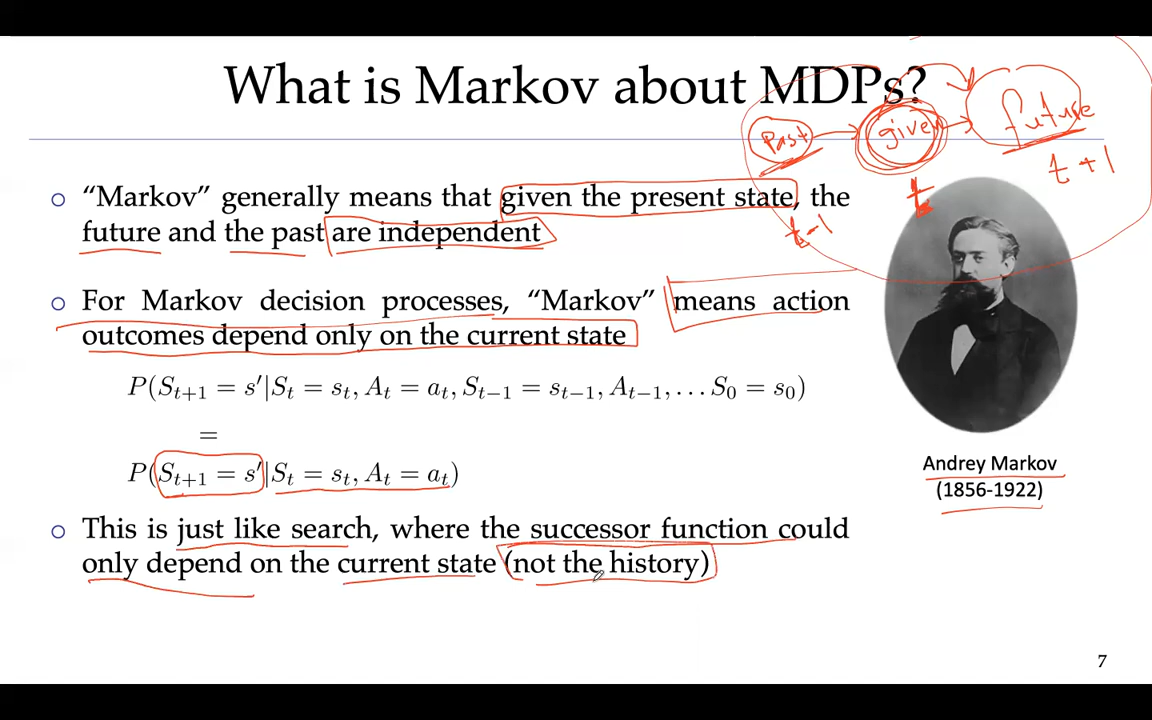 What is Markov about MDPs?
Past
given
future
t-1
t
t+1
○ “Markov” generally means that given the present state, the
future and the past are independent
○ For Markov decision processes, “Markov” means action
outcomes depend only on the current state
P(S_{t+1} = s'|S_t = s_t, A_t = a_t, S_{t−1} = s_{t−1}, A_{t−1}, . . . S_0 = s_0)
=
P(S_{t+1} = s'|S_t = s_t, A_t = a_t)
○ This is just like search, where the successor function could
only depend on the current state (not the history)
Andrey Markov
(1856-1922)
7